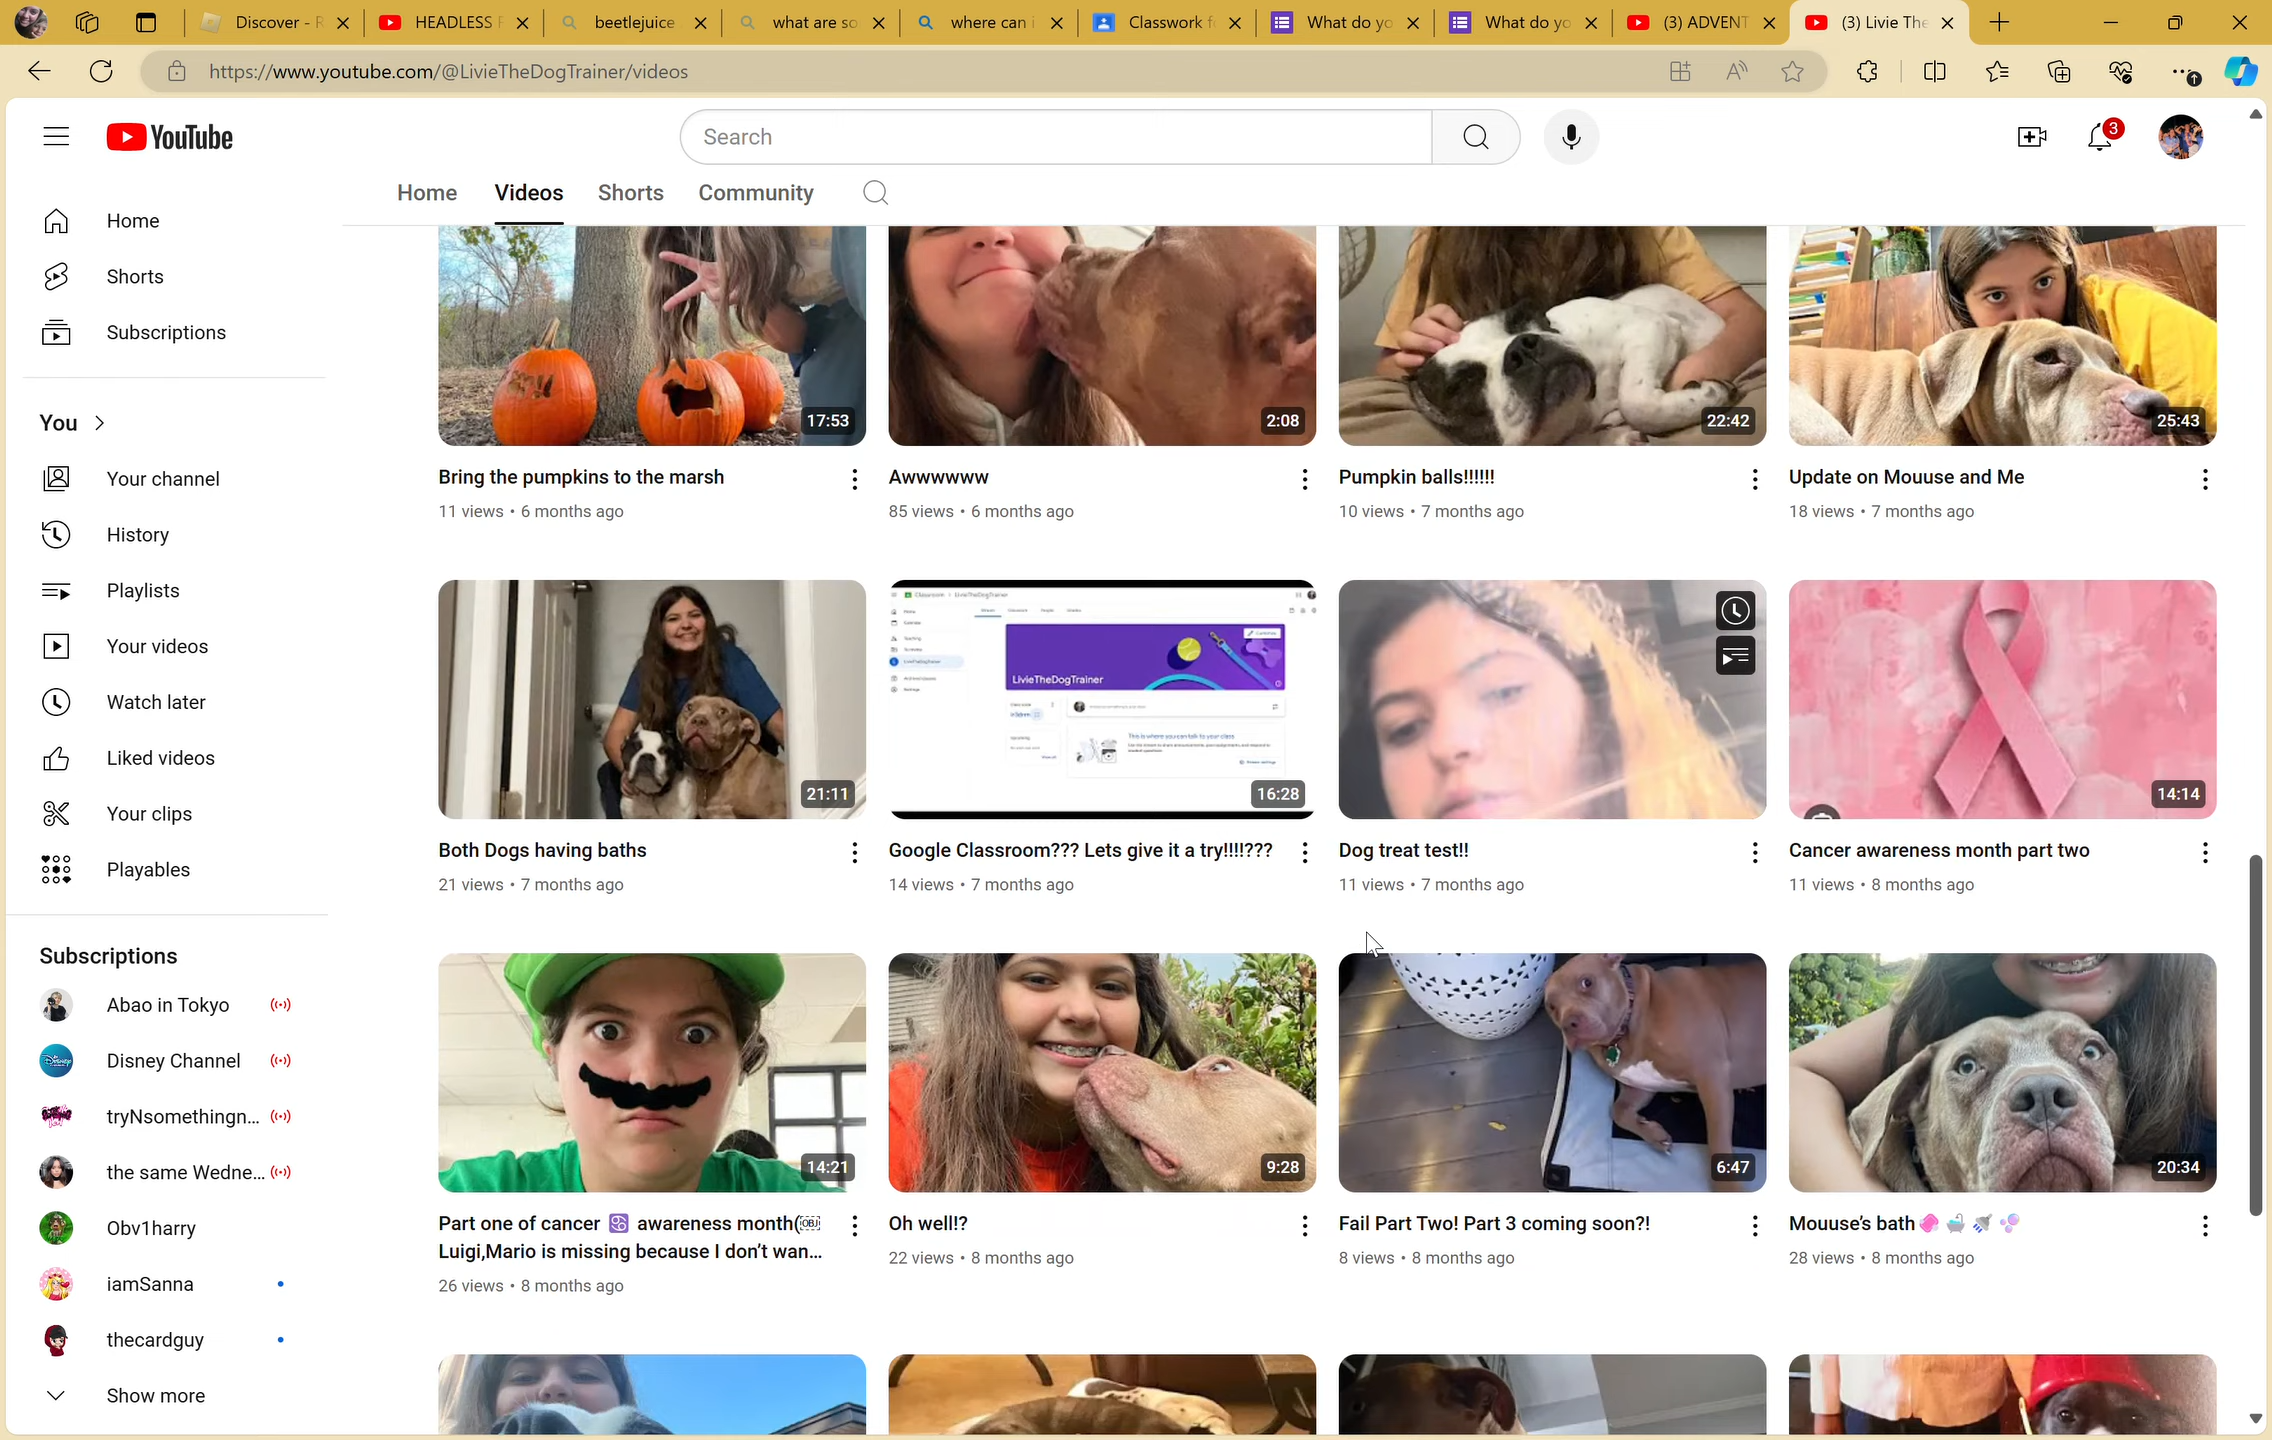 Discover - R
HEADLESS F
beetlejuice
what are so
where can i
Classwork f
What do yo
What do yo
(3) ADVENT
(3) Livie The
https://www.youtube.com/@LivieTheDogTrainer/videos
YouTube
Search
3
Home
Videos
Shorts
Community
Home
Shorts
Subscriptions
You
Your channel
History
Playlists
Your videos
Watch later
Liked videos
Your clips
Playables
Subscriptions
Abao in Tokyo
Disney Channel
tryNsomethingn...
the same Wedne...
Obv1harry
iamSanna
thecardguy
Show more
17:53
2:08
22:42
25:43
Bring the pumpkins to the marsh
11 views • 6 months ago
Awwwwww
85 views • 6 months ago
Pumpkin balls!!!!!!
10 views • 7 months ago
Update on Mouuse and Me
18 views • 7 months ago
LivieTheDogTrainer
This is where you can talk to your class
21:11
16:28
14:14
Both Dogs having baths
21 views • 7 months ago
Google Classroom??? Lets give it a try!!!!???
14 views • 7 months ago
Dog treat test!!
11 views • 7 months ago
Cancer awareness month part two
11 views • 8 months ago
14:21
9:28
6:47
20:34
Part one of cancer ♋ awareness month(￼
Luigi,Mario is missing because I don’t wan...
26 views • 8 months ago
Oh well!?
22 views • 8 months ago
Fail Part Two! Part 3 coming soon?!
8 views • 8 months ago
Mouuse’s bath🧼🛁🚿🫧
28 views • 8 months ago